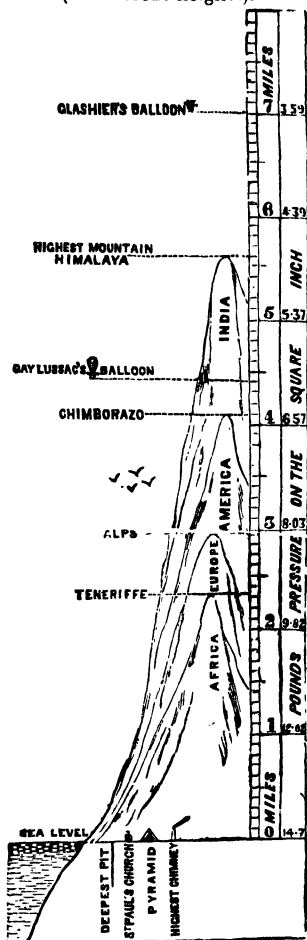 GLASHIER'S BALLOON
HIGHEST MOUNTAIN
HIMALAYA
GAY LUSSAC'S BALLOON
CHIMBORAZO
ALPS
TENERIFFE
SEA LEVEL
INDIA
AMERICA
EUROPE
AFRICA
DEEPEST PIT
ST PAUL'S CHURCH
PYRAMID
HIGHEST CHIMNEY
7 MILES
6
5
4
3
2
1
0 MILES
3·59
4·39
5·37
6·57
8·03
9·82
14·7
POUNDS PRESSURE ON THE SQUARE INCH